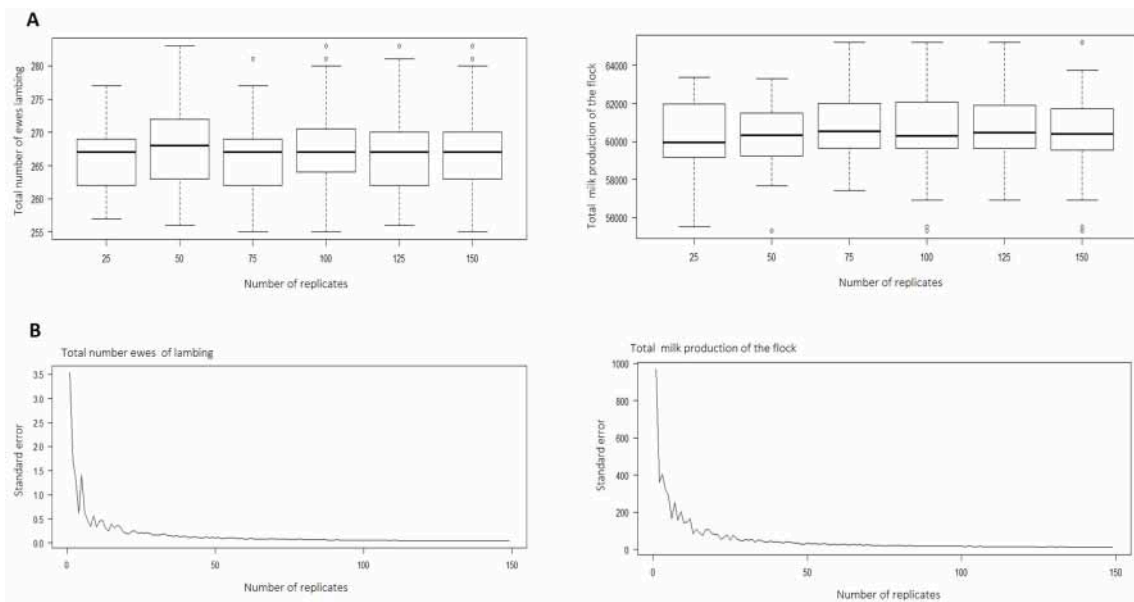 A
Total number of ewes lambing
280
275
270
265
260
255
25 50 75 100 125 150
Number of replicates
Total milk production of the flock
64000
62000
60000
58000
56000
25 50 75 100 125 150
Number of replicates
B
Total number ewes of lambing
Standard error
3.5
3.0
2.5
2.0
1.5
1.0
0.5
0.0
0 50 100 150
Number of replicates
Total milk production of the flock
Standard error
1000
800
600
400
200
0
0 50 100 150
Number of replicates